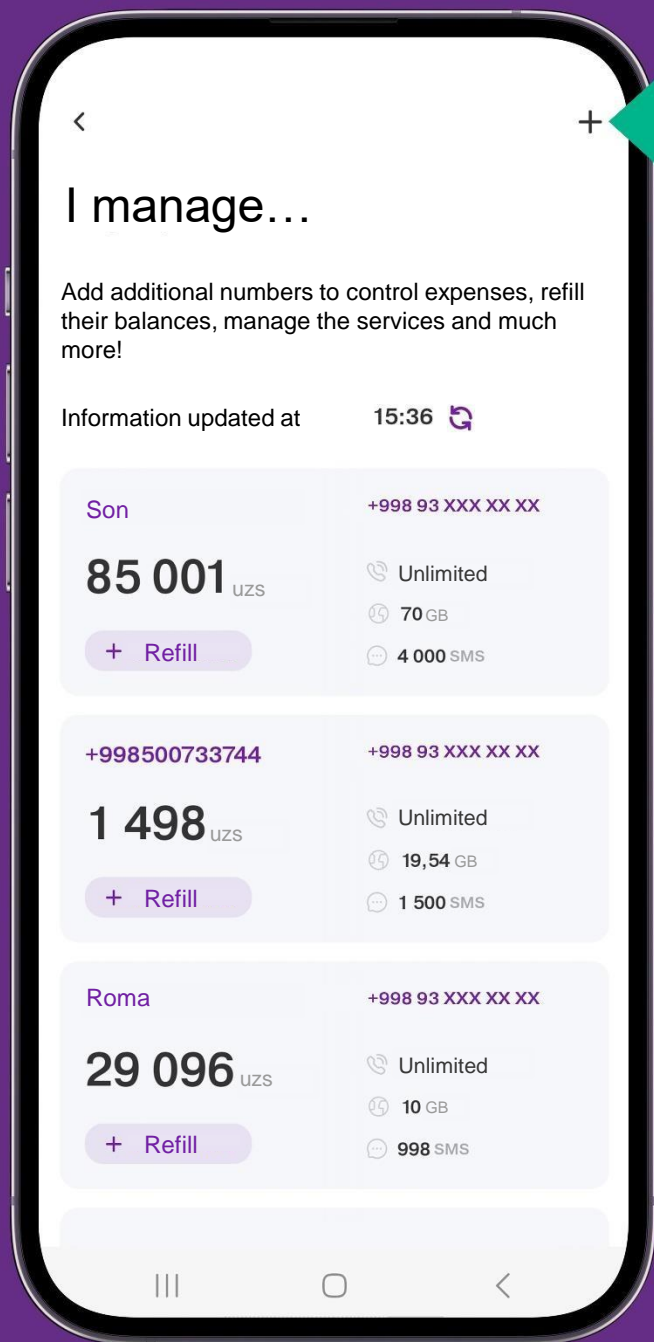 I manage…
Add additional numbers to control expenses, refill
their balances, manage the services and much
more!
Information updated at 15:36
Son
+998 93 XXX XX XX
85 001 uzs
Unlimited
70 GB
+ Refill
4 000 SMS
+998500733744
+998 93 XXX XX XX
1 498 uzs
Unlimited
19,54 GB
+ Refill
1 500 SMS
Roma
+998 93 XXX XX XX
29 096 uzs
Unlimited
10 GB
+ Refill
998 SMS